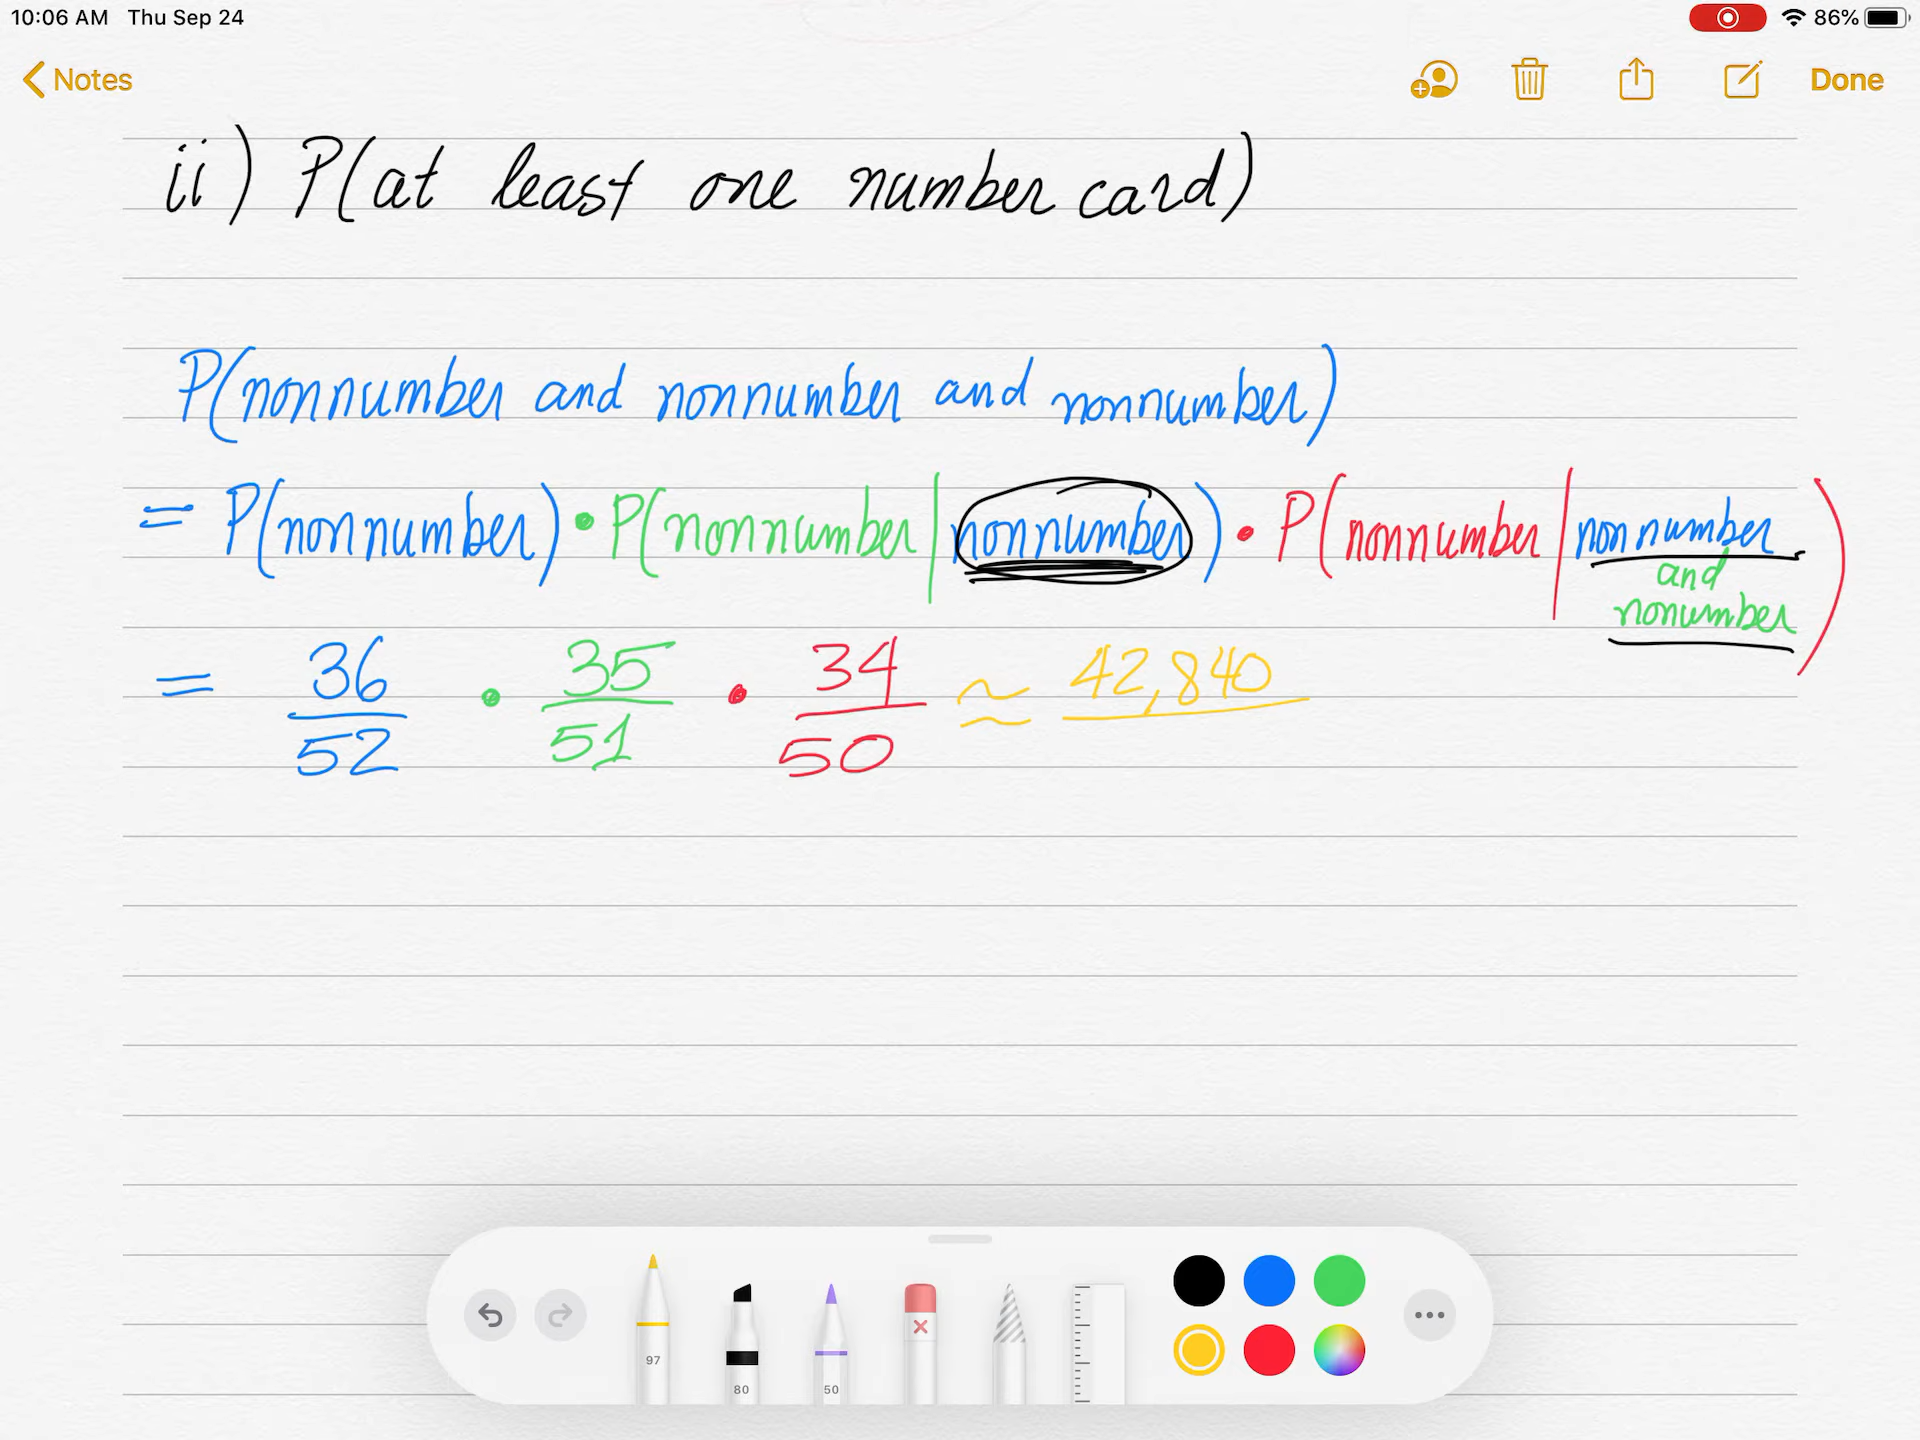 10:06 AM Thu Sep 24 86%
Notes Done
ii) P(at least one number card)
P(nonnumber and nonnumber and nonnumber)
= P(nonnumber) • P(nonnumber | nonnumber) • P(nonnumber | nonnumber and nonumber)
= 36/52 • 35/51 • 34/50 ≈ 42,840
97 80 50